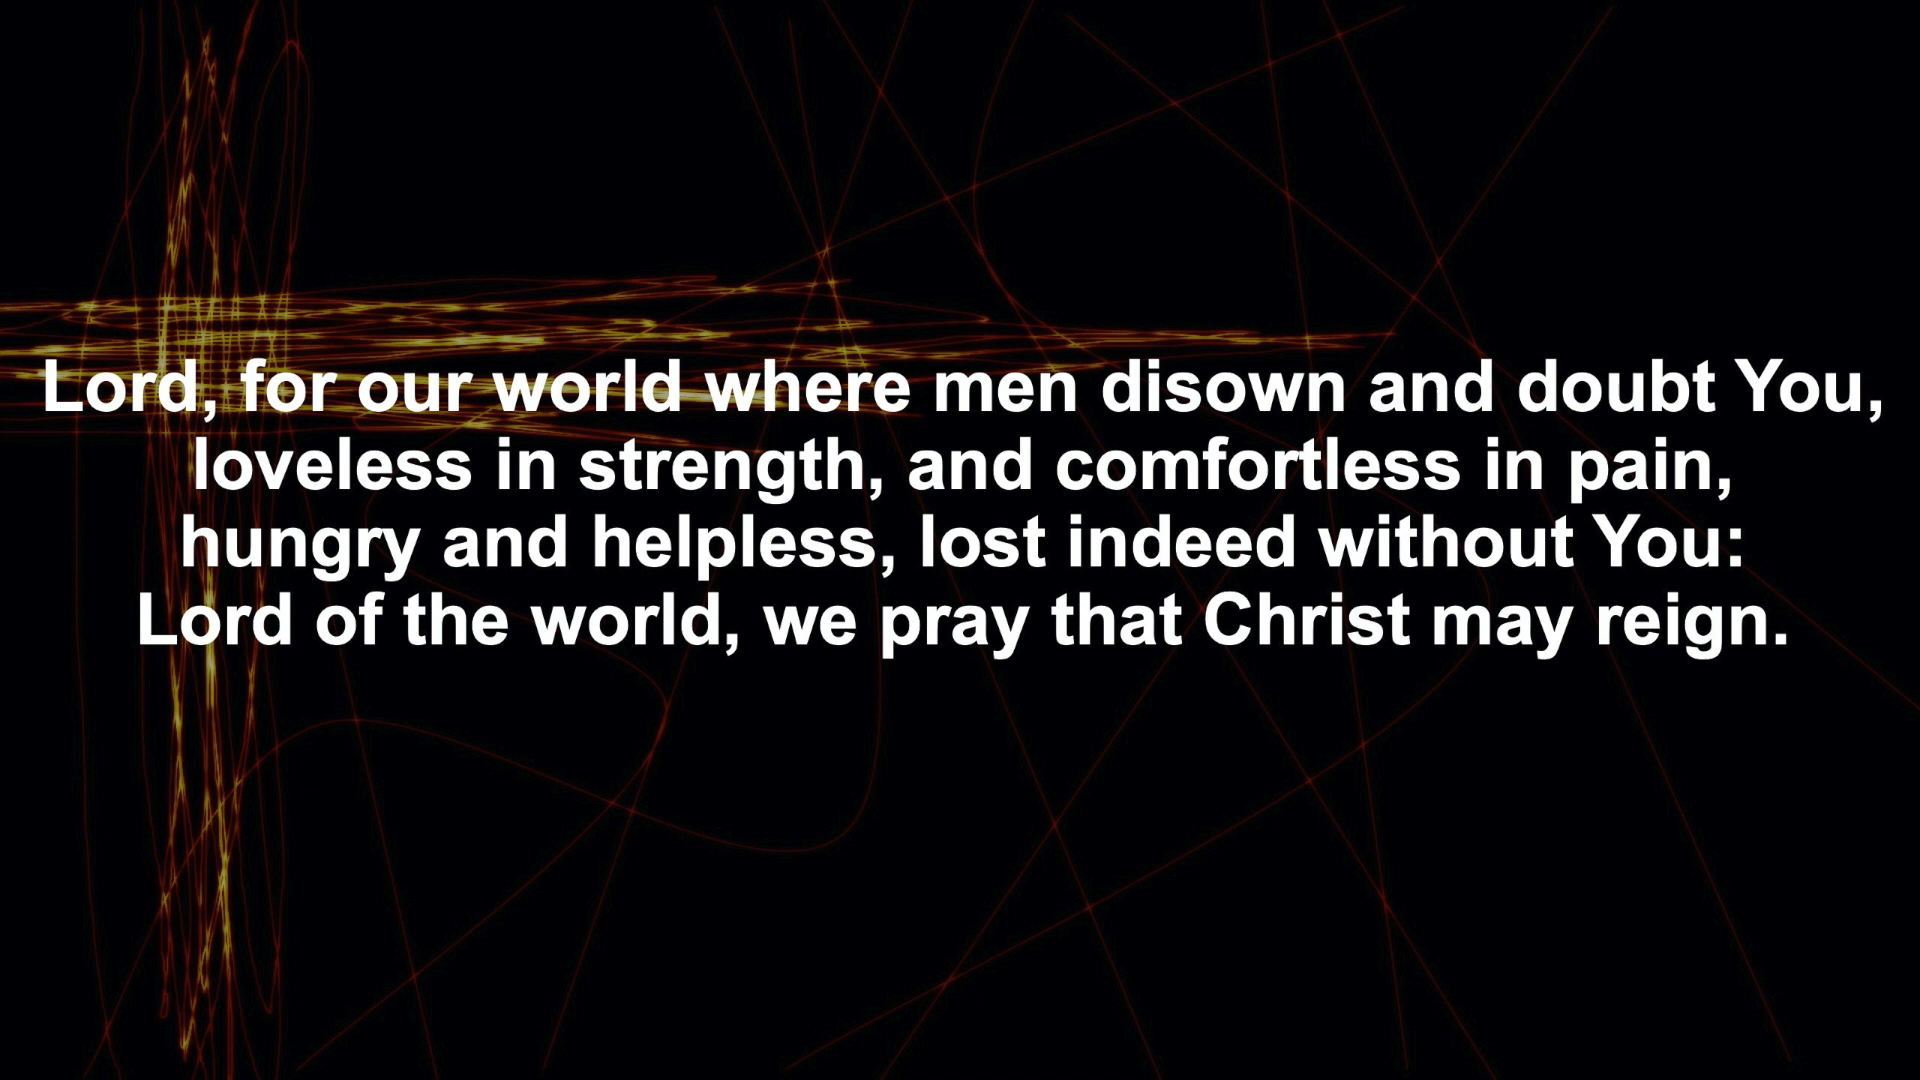 Lord, for our world where men disown and doubt You,
loveless in strength, and comfortless in pain,
hungry and helpless, lost indeed without You:
Lord of the world, we pray that Christ may reign.